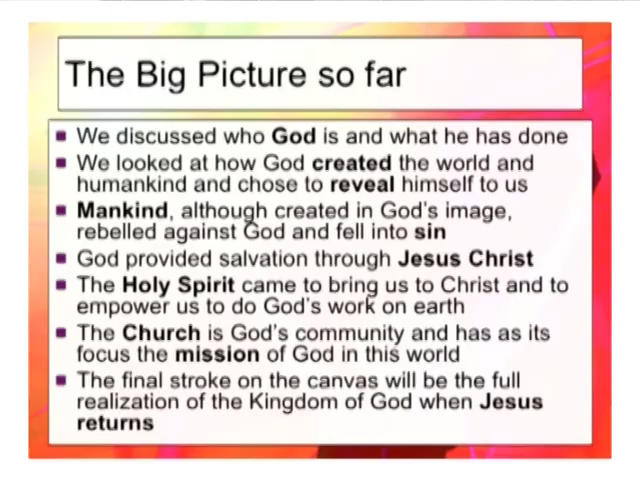 The Big Picture so far
We discussed who God is and what he has done
We looked at how God created the world and
humankind and chose to reveal himself to us
Mankind, although created in God's image,
rebelled against God and fell into sin
God provided salvation through Jesus Christ
The Holy Spirit came to bring us to Christ and to
empower us to do God's work on earth
The Church is God's community and has as its
focus the mission of God in this world
The final stroke on the canvas will be the full
realization of the Kingdom of God when Jesus
returns